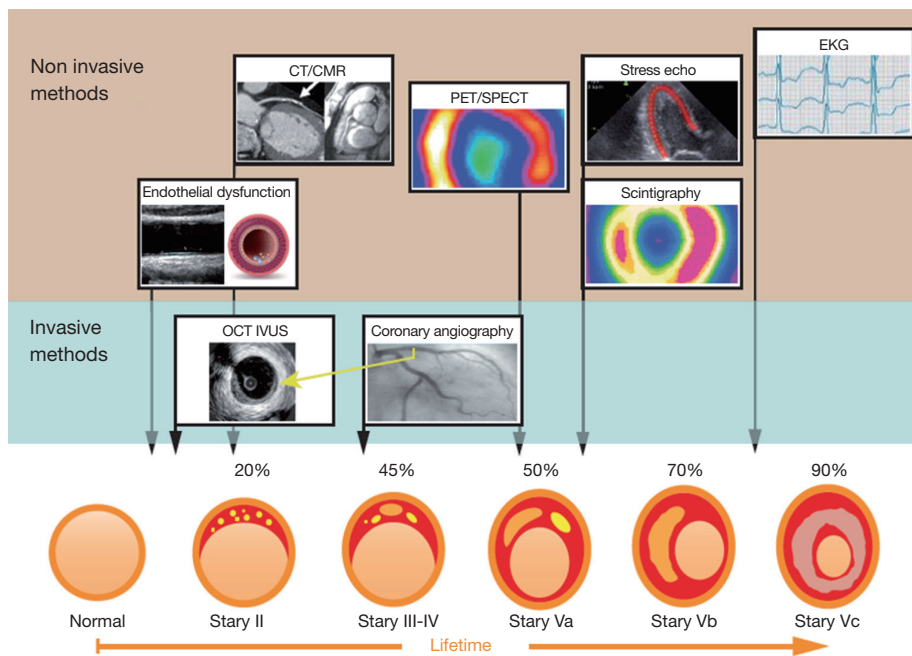 Non invasive
methods
CT/CMR
PET/SPECT
Stress echo
EKG
Endothelial dysfunction
Scintigraphy
Invasive
methods
OCT IVUS
Coronary angiography
20%
45%
50%
70%
90%
Normal
Stary II
Stary III-IV
Stary Va
Stary Vb
Stary Vc
Lifetime